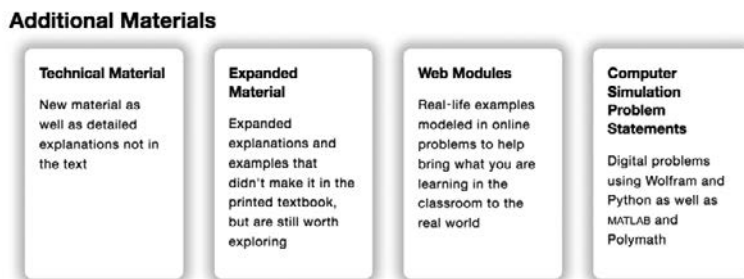 Additional Materials
Technical Material
New material as
well as detailed
explanations not in
the text
Expanded
Material
Expanded
explanations and
examples that
didn't make it in the
printed textbook,
but are still worth
exploring
Web Modules
Real-life examples
modeled in online
problems to help
bring what you are
learning in the
classroom to the
real world
Computer
Simulation
Problem
Statements
Digital problems
using Wolfram and
Python as well as
MATLAB and
Polymath